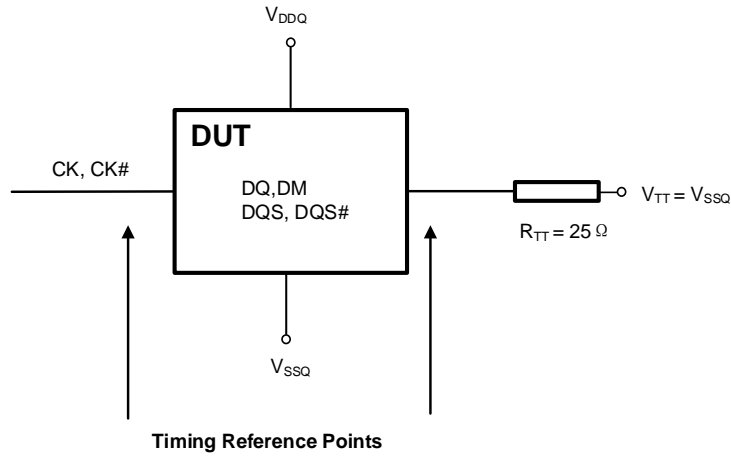 VDDQ
DUT
CK, CK#
DQ,DM
DQS, DQS#
VTT = VSSQ
RTT = 25 Ω
VSSQ
Timing Reference Points